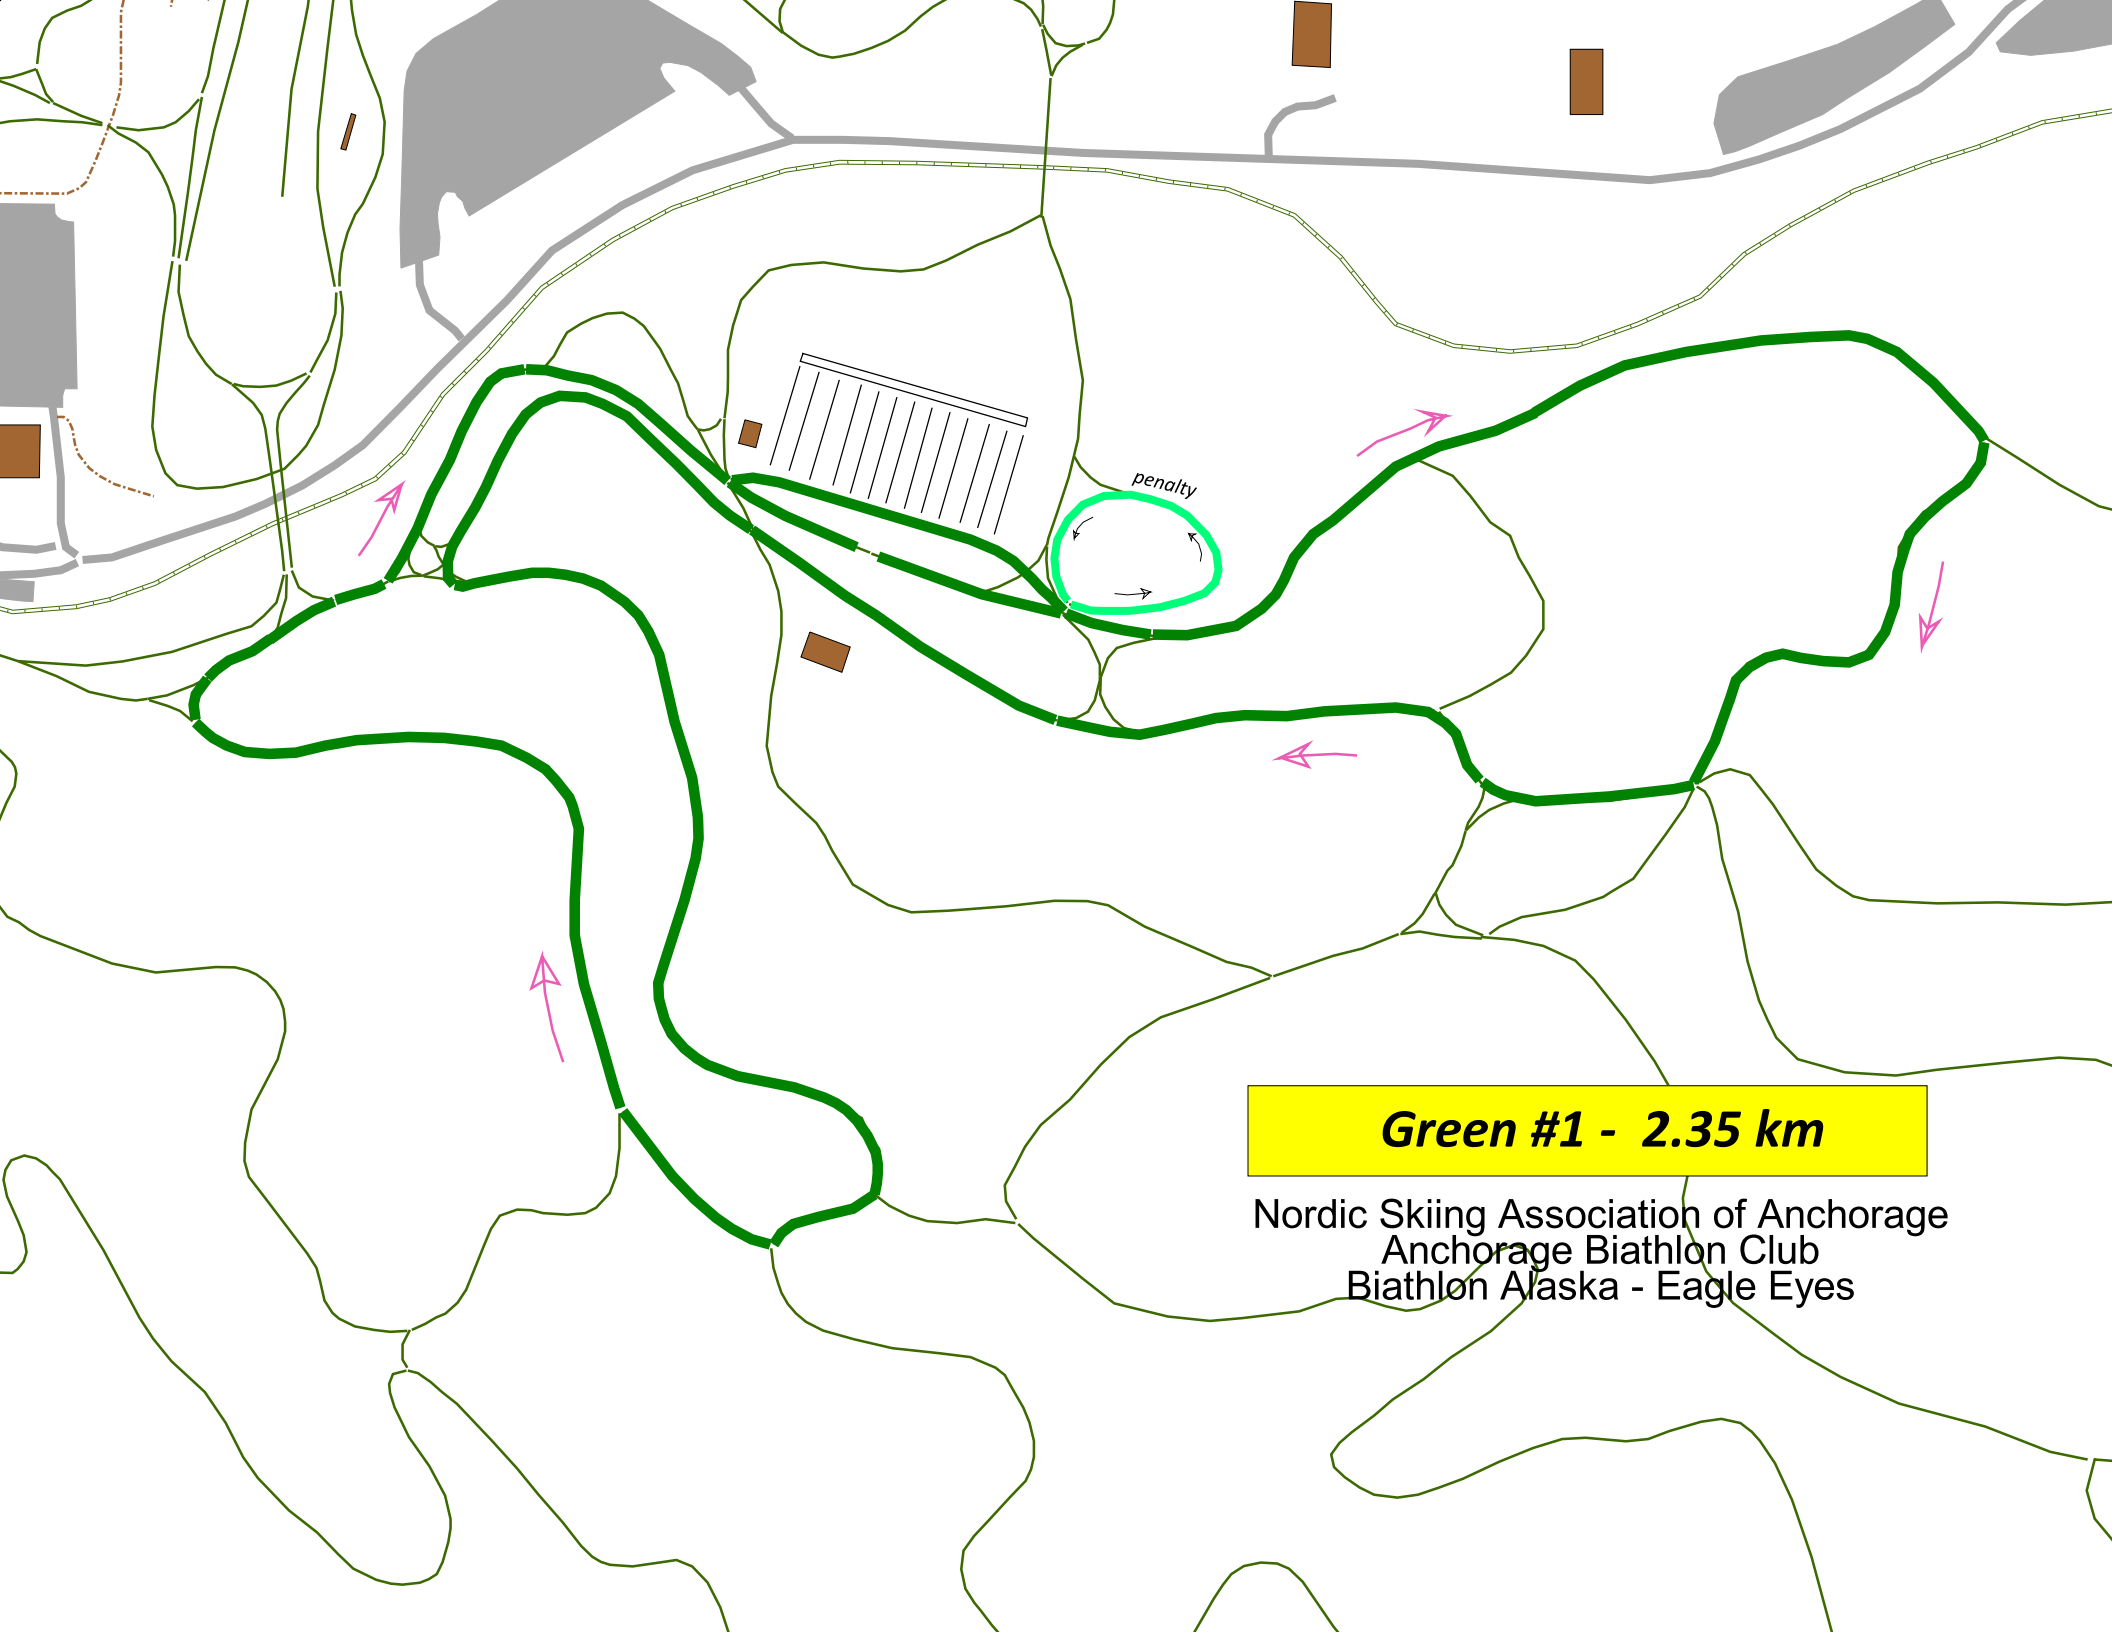 penalty
Green #1 - 2.35 km
Nordic Skiing Association of Anchorage
Anchorage Biathlon Club
Biathlon Alaska - Eagle Eyes